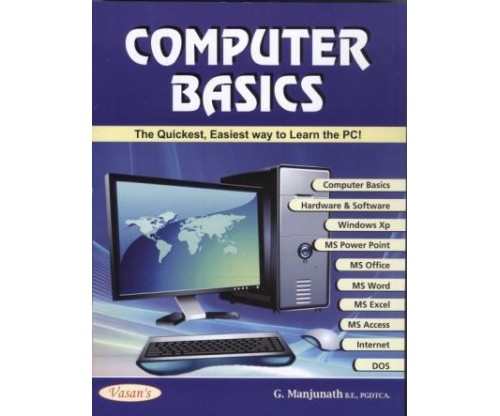 COMPUTER
BASICS
The Quickest, Easiest way to Learn the PC!
Computer Basics
Hardware & Software
Windows Xp
MS Power Point
MS Office
MS Word
MS Excel
MS Access
Internet
DOS
Vasan's
G. Manjunath B.E., PGDTCA.